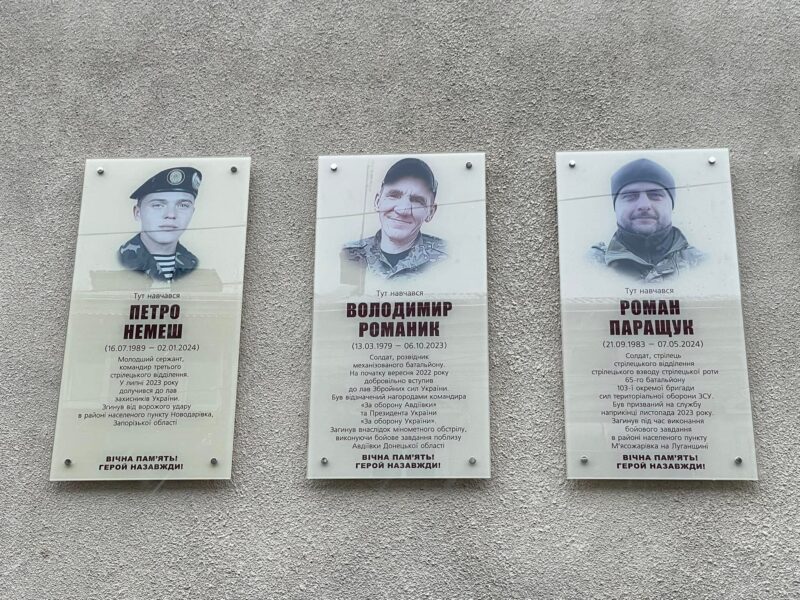 Тут навчався
ПЕТРО
НЕМЕШ
(16.07.1989 – 02.01.2024)
Молодший сержант,
командир третього
стрілецького відділення.
У липні 2023 року
долучився до лав
захисників України.
Згинув від ворожого удару
в районі населеного пункту Новодарівка,
Запорізької області
ВІЧНА ПАМ'ЯТЬ!
ГЕРОЙ НАЗАВЖДИ!
Тут навчався
ВОЛОДИМИР
РОМАНИК
(13.03.1979 – 06.10.2023)
Солдат, розвідник
механізованого батальйону.
На початку вересня 2022 року
добровільно вступив
до лав Збройних сил України.
Був відзначений нагородами командира
«За оборону Авдіївки»
та Президента України
«За оборону України»
Загинув внаслідок мінометного обстрілу,
виконуючи бойове завдання поблизу
Авдіївки Донецької області
ВІЧНА ПАМ'ЯТЬ!
ГЕРОЙ НАЗАВЖДИ!
Тут навчався
РОМАН
ПАРАЩУК
(21.09.1983 – 07.05.2024)
Солдат, стрілець
стрілецького відділення
стрілецького взводу стрілецької роти
65-го батальйону
103-ї окремої бригади
сил територіальної оборони ЗСУ.
Був призваний на службу
наприкінці листопада 2023 року.
Загинув під час виконання
бойового завдання
в районі населеного пункту
М'ясожарівка на Луганщині
ВІЧНА ПАМ'ЯТЬ!
ГЕРОЙ НАЗАВЖДИ!